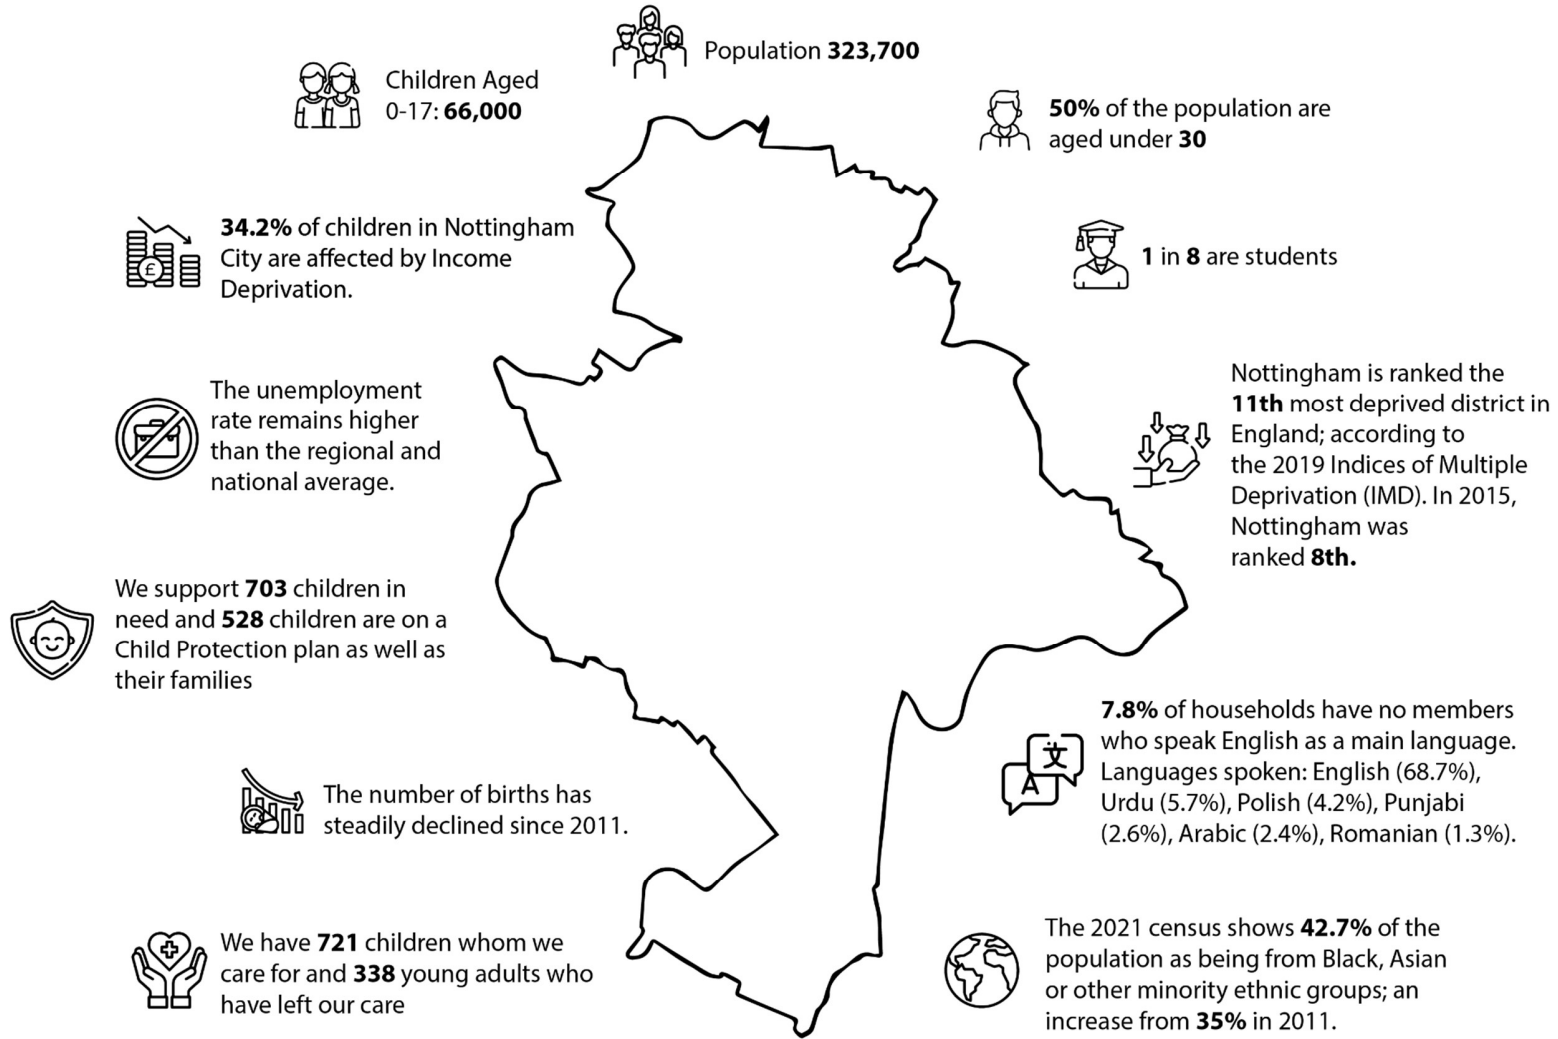 Population 323,700
Children Aged
0-17: 66,000
50% of the population are
aged under 30
34.2% of children in Nottingham
City are affected by Income
Deprivation.
£
1 in 8 are students
The unemployment
rate remains higher
than the regional and
national average.
Nottingham is ranked the
11th most deprived district in
England; according to
the 2019 Indices of Multiple
Deprivation (IMD). In 2015,
Nottingham was
ranked 8th.
We support 703 children in
need and 528 children are on a
Child Protection plan as well as
their families
7.8% of households have no members
who speak English as a main language.
Languages spoken: English (68.7%),
Urdu (5.7%), Polish (4.2%), Punjabi
(2.6%), Arabic (2.4%), Romanian (1.3%).
文
A
The number of births has
steadily declined since 2011.
We have 721 children whom we
care for and 338 young adults who
have left our care
The 2021 census shows 42.7% of the
population as being from Black, Asian
or other minority ethnic groups; an
increase from 35% in 2011.